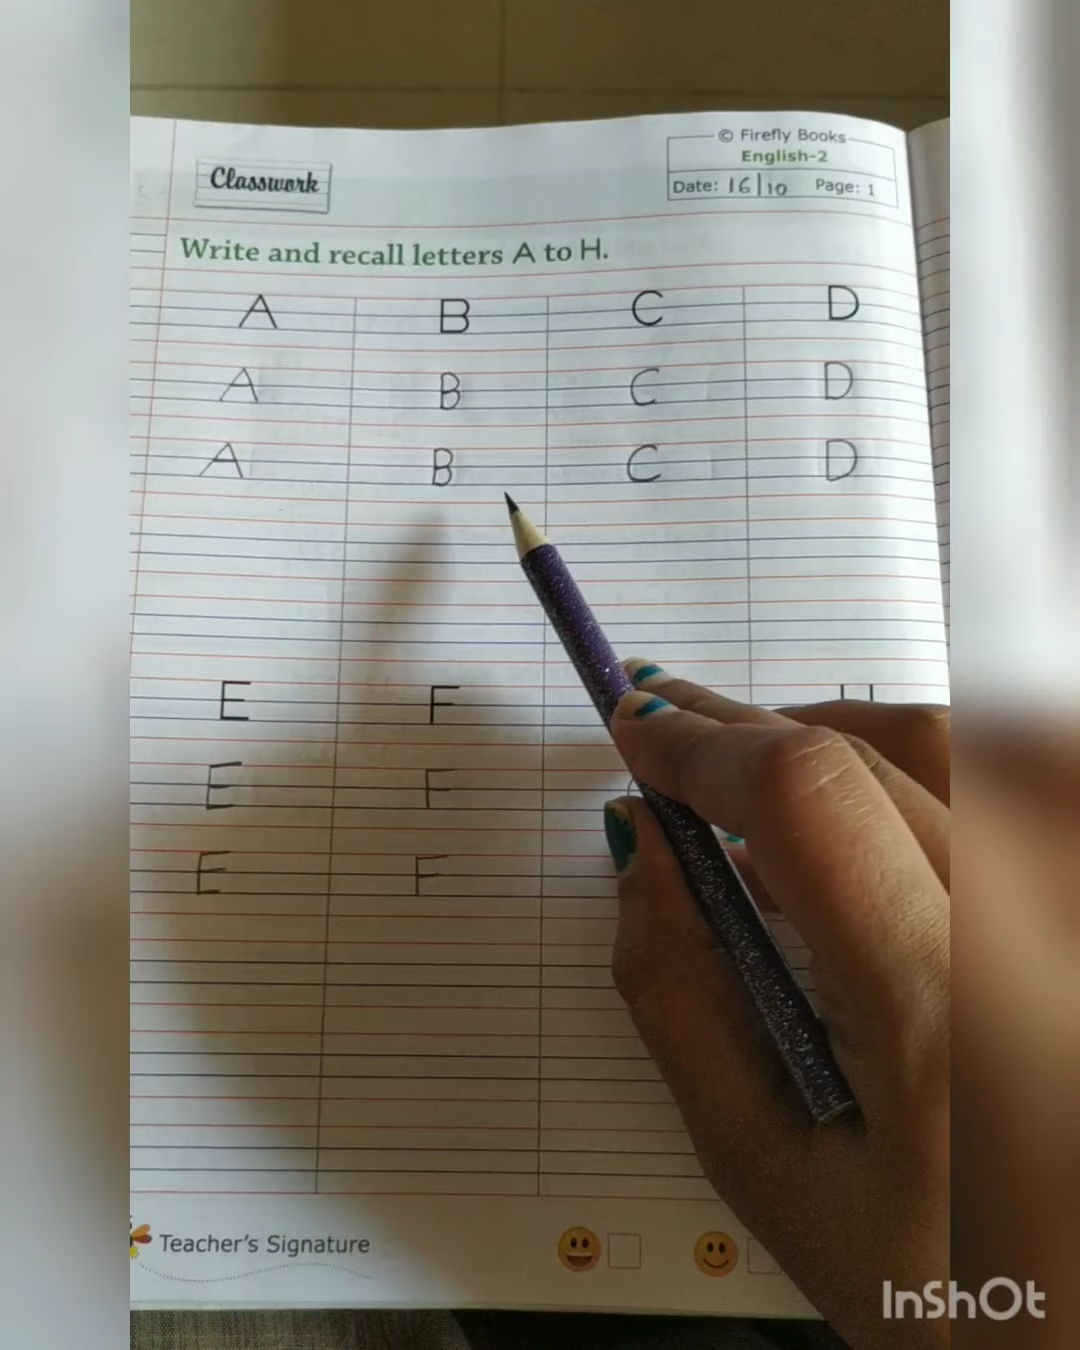 © Firefly Books
English-2
Classwork
Date: 16/10 Page: 1
Write and recall letters A to H.
A B C D
A B C D
A B C D
E F
E F
E F
Teacher's Signature
InShOt